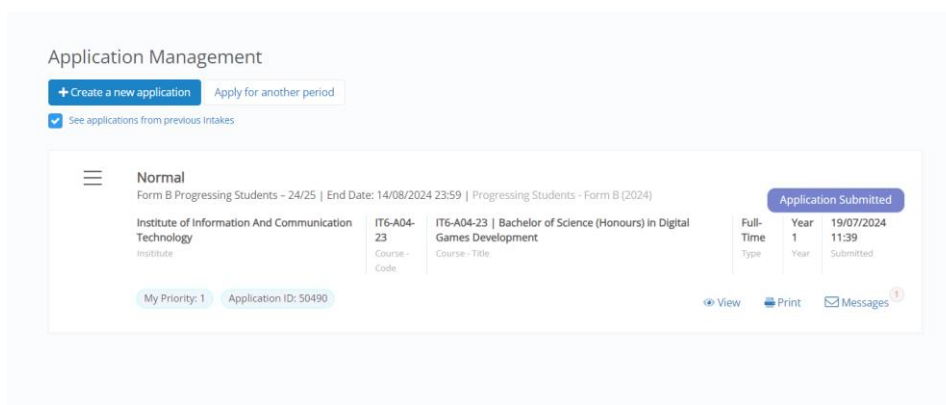 Application Management
+ Create a new application Apply for another period
See applications from previous Intakes
Normal
Form B Progressing Students – 24/25 | End Date: 14/08/2024 23:59 | Progressing Students - Form B (2024)
Application Submitted
Institute of Information And Communication Technology
Insititute
IT6-A04-23
Course - Code
IT6-A04-23 | Bachelor of Science (Honours) in Digital Games Development
Course - Title
Full-Time
Type
Year 1
Year
19/07/2024 11:39
Submitted
My Priority: 1 Application ID: 50490
View Print Messages 1